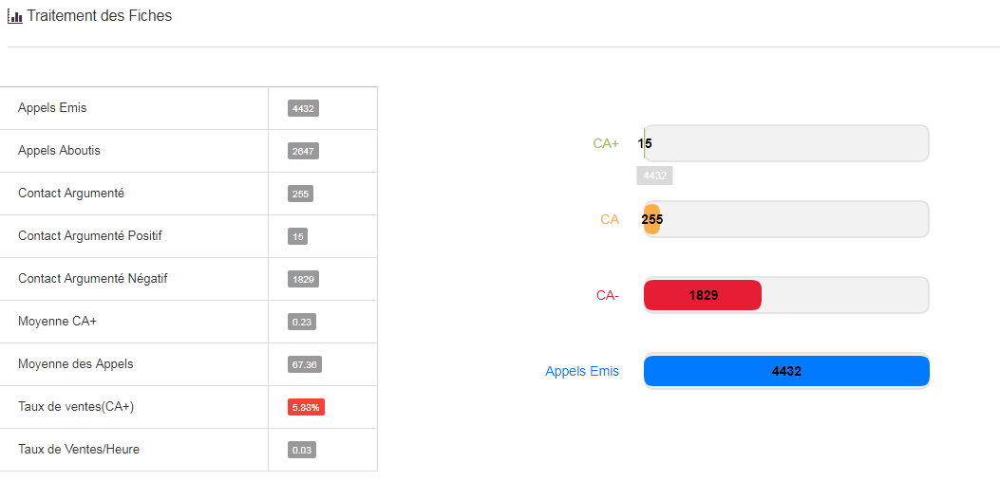 Traitement des Fiches
Appels Emis 4432
Appels Aboutis 2647
Contact Argumenté 255
Contact Argumenté Positif 15
Contact Argumenté Négatif 1829
Moyenne CA+ 0.23
Moyenne des Appels 67.36
Taux de ventes(CA+) 5.88%
Taux de Ventes/Heure 0.03
CA+ 15
4432
CA 255
CA- 1829
Appels Emis 4432